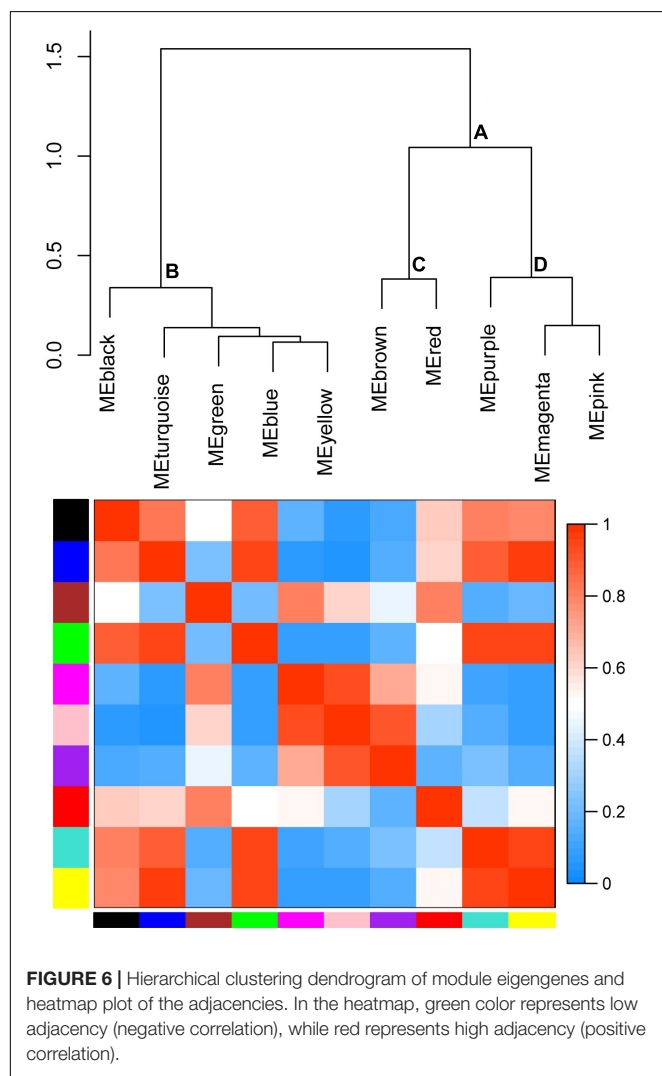 1.5
1.0
0.5
0.0
A
B
C
D
MEblack
MEturquoise
MEgreen
MEblue
MEyellow
MEbrown
MEred
MEpurple
MEmagenta
MEpink
1
0.8
0.6
0.4
0.2
0
FIGURE 6 | Hierarchical clustering dendrogram of module eigengenes and
heatmap plot of the adjacencies. In the heatmap, green color represents low
adjacency (negative correlation), while red represents high adjacency (positive
correlation).